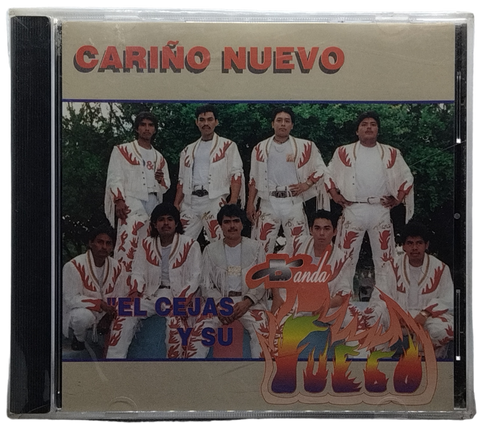 CARIÑO NUEVO
"EL CEJAS
Y SU
Banda
FUEGO